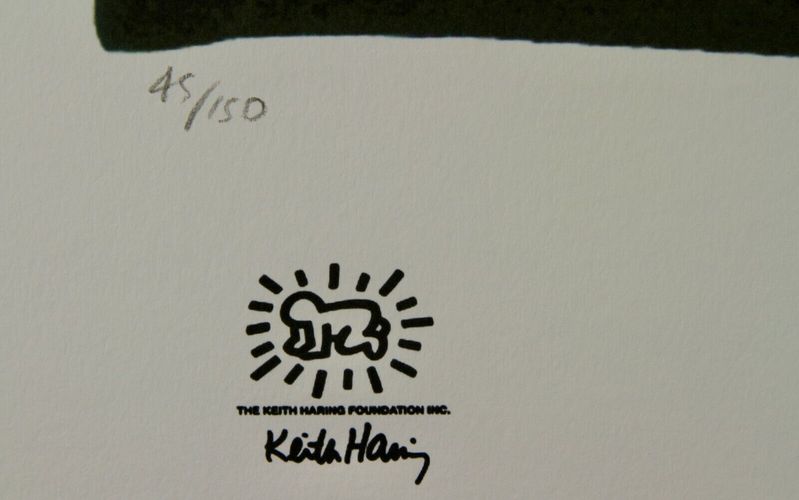 45/150
THE KEITH HARING FOUNDATION INC.
Keith Haring